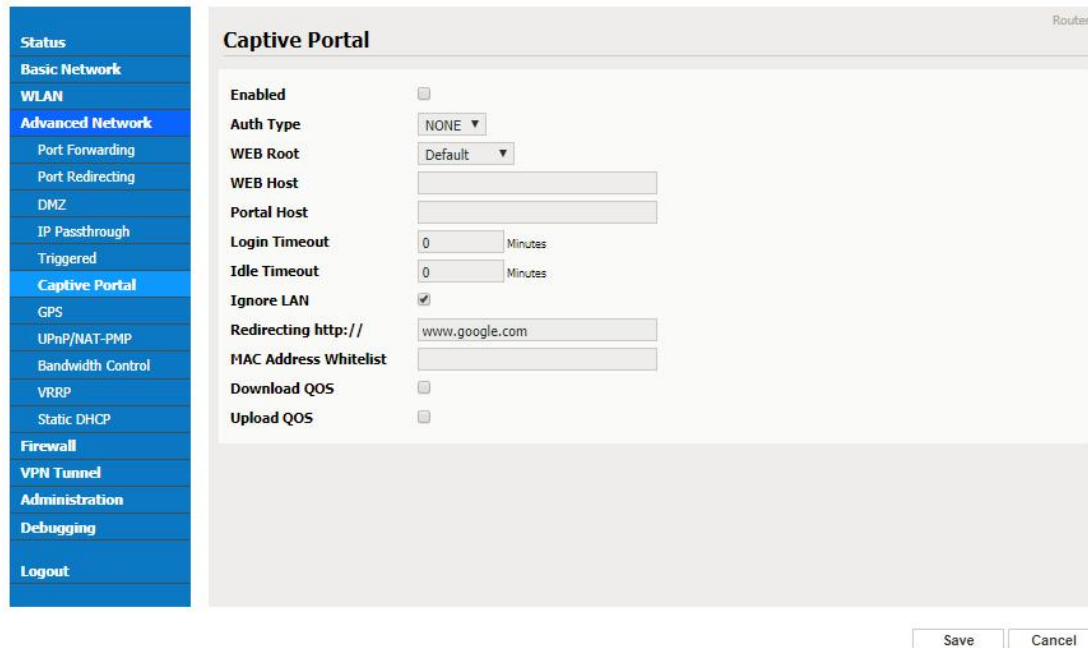 Router
Status
Basic Network
WLAN
Advanced Network
Port Forwarding
Port Redirecting
DMZ
IP Passthrough
Triggered
Captive Portal
GPS
UPnP/NAT-PMP
Bandwidth Control
VRRP
Static DHCP
Firewall
VPN Tunnel
Administration
Debugging
Logout
Captive Portal
Enabled
Auth Type NONE
WEB Root Default
WEB Host
Portal Host
Login Timeout 0 Minutes
Idle Timeout 0 Minutes
Ignore LAN
Redirecting http:// www.google.com
MAC Address Whitelist
Download QOS
Upload QOS
Save Cancel